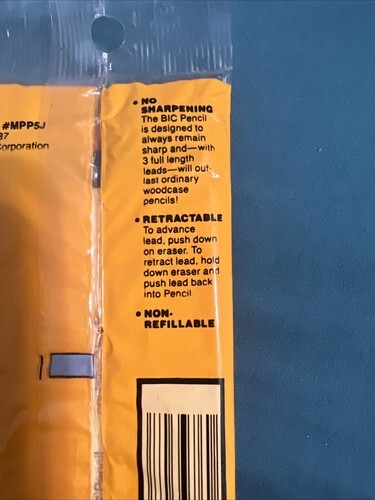 #MPP5J
87
Corporation
• NO
SHARPENING
The BIC Pencil
is designed to
always remain
sharp and—with
3 full length
leads—will out-
last ordinary
woodcase
pencils!
• RETRACTABLE
To advance
lead, push down
on eraser. To
retract lead, hold
down eraser and
push lead back
into Pencil.
• NON-
REFILLABLE
Pencil